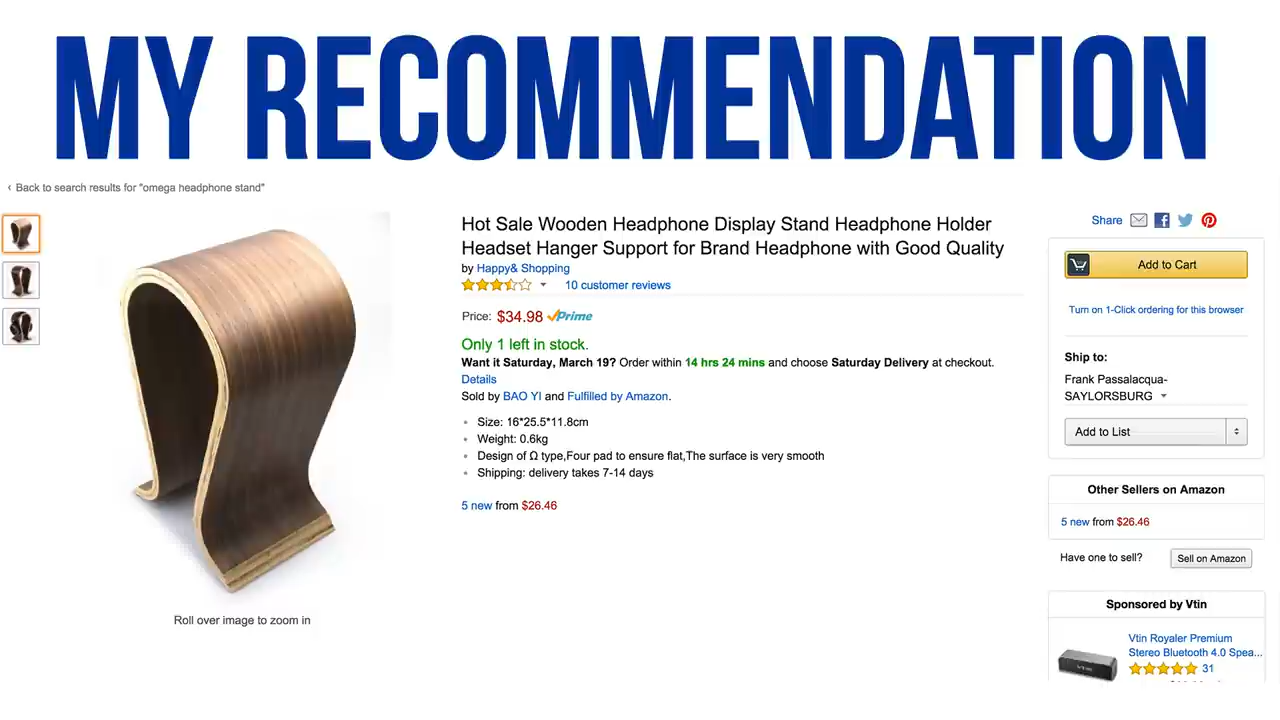 MY RECOMMENDATION
‹ Back to search results for "omega headphone stand"
Hot Sale Wooden Headphone Display Stand Headphone Holder
Headset Hanger Support for Brand Headphone with Good Quality
by Happy& Shopping
10 customer reviews
Price: $34.98 Prime
Only 1 left in stock.
Want it Saturday, March 19? Order within 14 hrs 24 mins and choose Saturday Delivery at checkout.
Details
Sold by BAO YI and Fulfilled by Amazon.
Size: 16*25.5*11.8cm
Weight: 0.6kg
Design of Ω type,Four pad to ensure flat,The surface is very smooth
Shipping: delivery takes 7-14 days
5 new from $26.46
Roll over image to zoom in
Share
Add to Cart
Turn on 1-Click ordering for this browser
Ship to:
Frank Passalacqua-
SAYLORSBURG
Add to List
Other Sellers on Amazon
5 new from $26.46
Have one to sell?
Sell on Amazon
Sponsored by Vtin
Vtin Royaler Premium
Stereo Bluetooth 4.0 Spea...
31